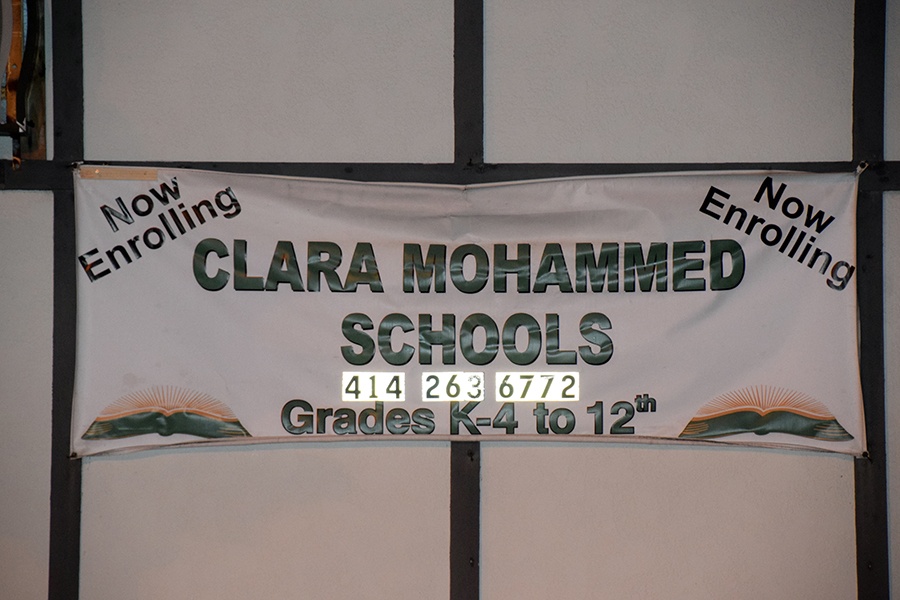 Now
Enrolling
Now
Enrolling
CLARA MOHAMMED
SCHOOLS
414 263 6772
Grades K-4 to 12th